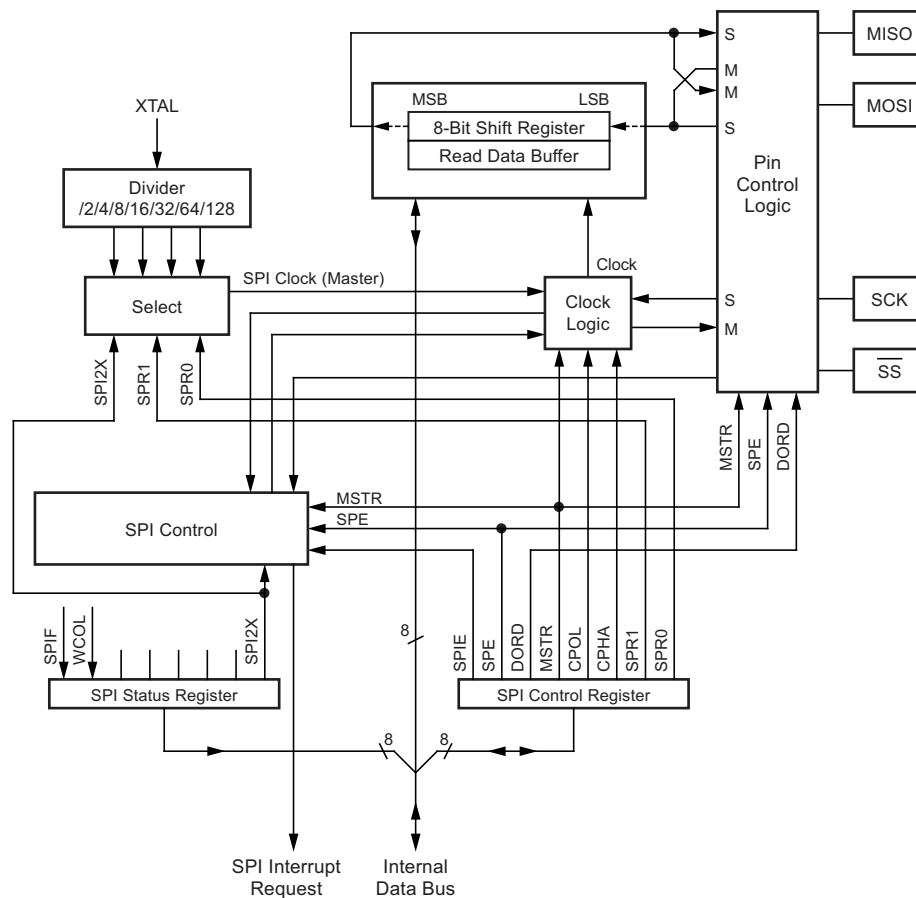 S
MISO
M
M
MOSI
S
MSB
LSB
8-Bit Shift Register
Read Data Buffer
Pin
Control
Logic
XTAL
Divider
/2/4/8/16/32/64/128
Select
SPI Clock (Master)
Clock
Clock
Logic
S
M
SCK
SS
SPI2X
SPR1
SPR0
MSTR
SPE
DORD
SPI Control
MSTR
SPE
SPIF
WCOL
SPI2X
8
SPIE
SPE
DORD
MSTR
CPOL
CPHA
SPR1
SPR0
SPI Status Register
SPI Control Register
8
8
SPI Interrupt
Request
Internal
Data Bus